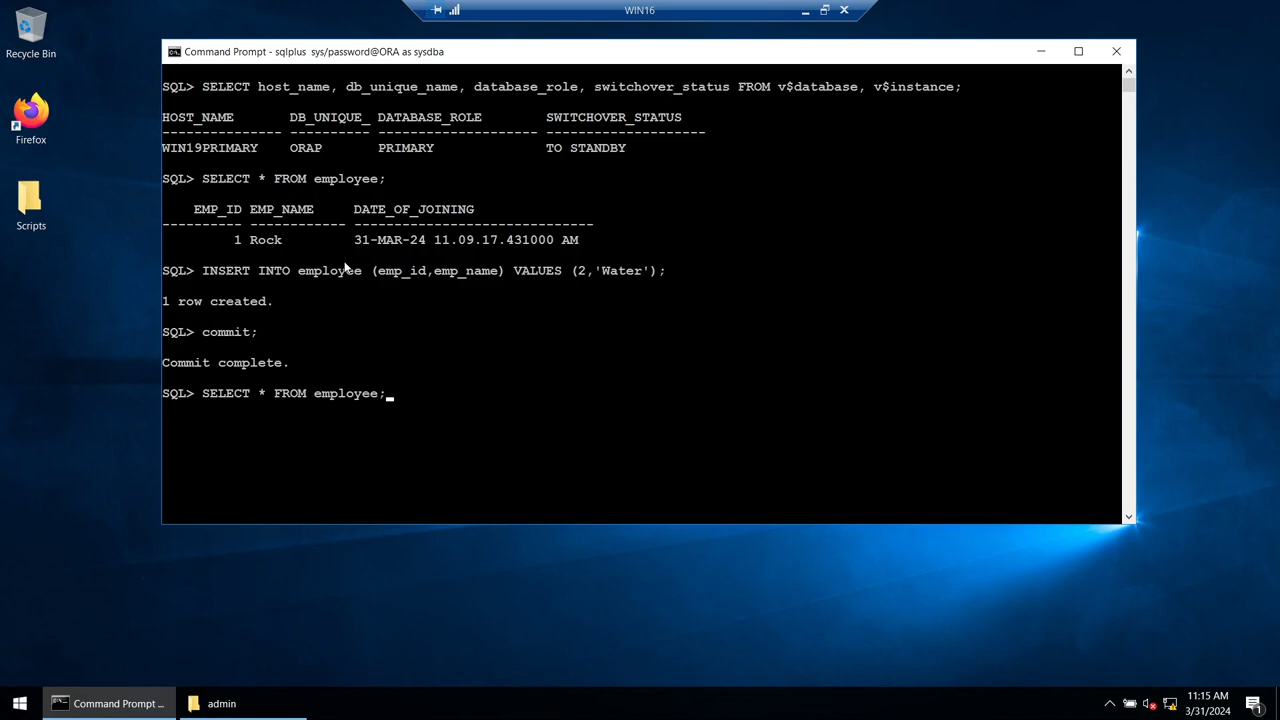 WIN16
Recycle Bin
Firefox
Scripts
Command Prompt - sqlplus  sys/password@ORA as sysdba
SQL> SELECT host_name, db_unique_name, database_role, switchover_status FROM v$database, v$instance;
HOST_NAME       DB_UNIQUE_ DATABASE_ROLE        SWITCHOVER_STATUS
--------------- ---------- -------------------- --------------------
WIN19PRIMARY    ORAP       PRIMARY              TO STANDBY
SQL> SELECT * FROM employee;
    EMP_ID EMP_NAME     DATE_OF_JOINING
---------- ------------ ------------------------------
         1 Rock         31-MAR-24 11.09.17.431000 AM
SQL> INSERT INTO employee (emp_id,emp_name) VALUES (2,'Water');
1 row created.
SQL> commit;
Commit complete.
SQL> SELECT * FROM employee;
Command Prompt ...
admin
11:15 AM
3/31/2024
1